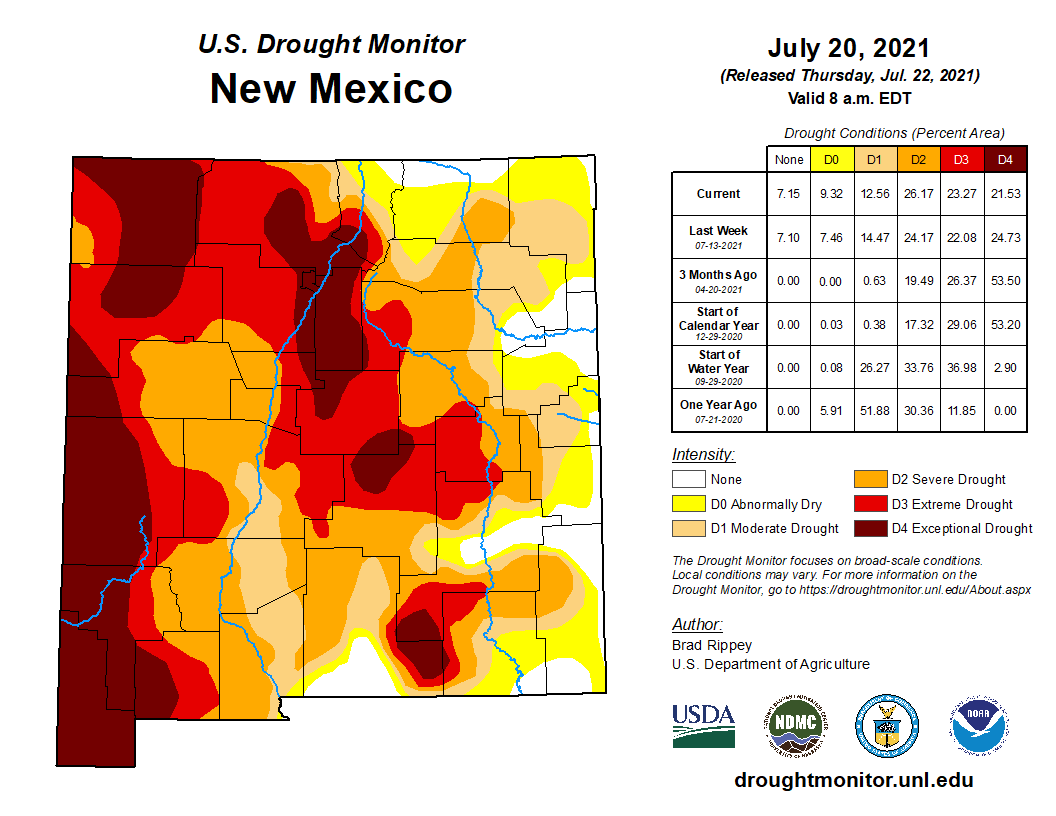 U.S. Drought Monitor
New Mexico
July 20, 2021
(Released Thursday, Jul. 22, 2021)
Valid 8 a.m. EDT
Drought Conditions (Percent Area)
None D0 D1 D2 D3 D4
Current 7.15 9.32 12.56 26.17 23.27 21.53
Last Week
07-13-2021 7.10 7.46 14.47 24.17 22.08 24.73
3 Months Ago
04-20-2021 0.00 0.00 0.63 19.49 26.37 53.50
Start of
Calendar Year
12-29-2020 0.00 0.03 0.38 17.32 29.06 53.20
Start of
Water Year
09-29-2020 0.00 0.08 26.27 33.76 36.98 2.90
One Year Ago
07-21-2020 0.00 5.91 51.88 30.36 11.85 0.00
Intensity:
None
D0 Abnormally Dry
D1 Moderate Drought
D2 Severe Drought
D3 Extreme Drought
D4 Exceptional Drought
The Drought Monitor focuses on broad-scale conditions.
Local conditions may vary. For more information on the
Drought Monitor, go to https://droughtmonitor.unl.edu/About.aspx
Author:
Brad Rippey
U.S. Department of Agriculture
USDA
NDMC
NOAA
droughtmonitor.unl.edu